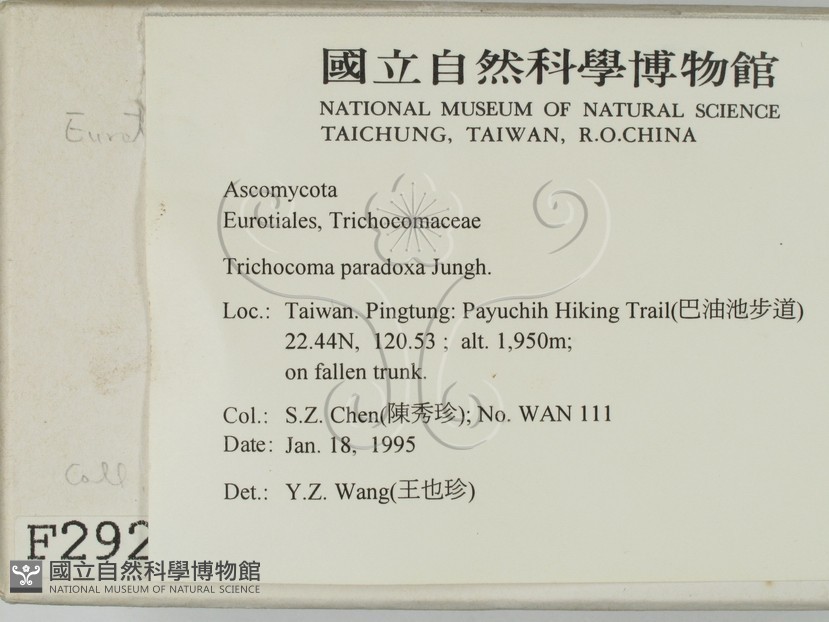 國立自然科學博物館
NATIONAL MUSEUM OF NATURAL SCIENCE
TAICHUNG, TAIWAN, R.O.CHINA
Ascomycota
Eurotiales, Trichocomaceae
Trichocoma paradoxa Jungh.
Loc.: Taiwan. Pingtung: Payuchih Hiking Trail(巴油池步道)
22.44N, 120.53 ; alt. 1,950m;
on fallen trunk.
Col.: S.Z. Chen(陳秀珍); No. WAN 111
Date: Jan. 18, 1995
Det.: Y.Z. Wang(王也珍)
Eurot
Coll
F292
國立自然科學博物館
NATIONAL MUSEUM OF NATURAL SCIENCE